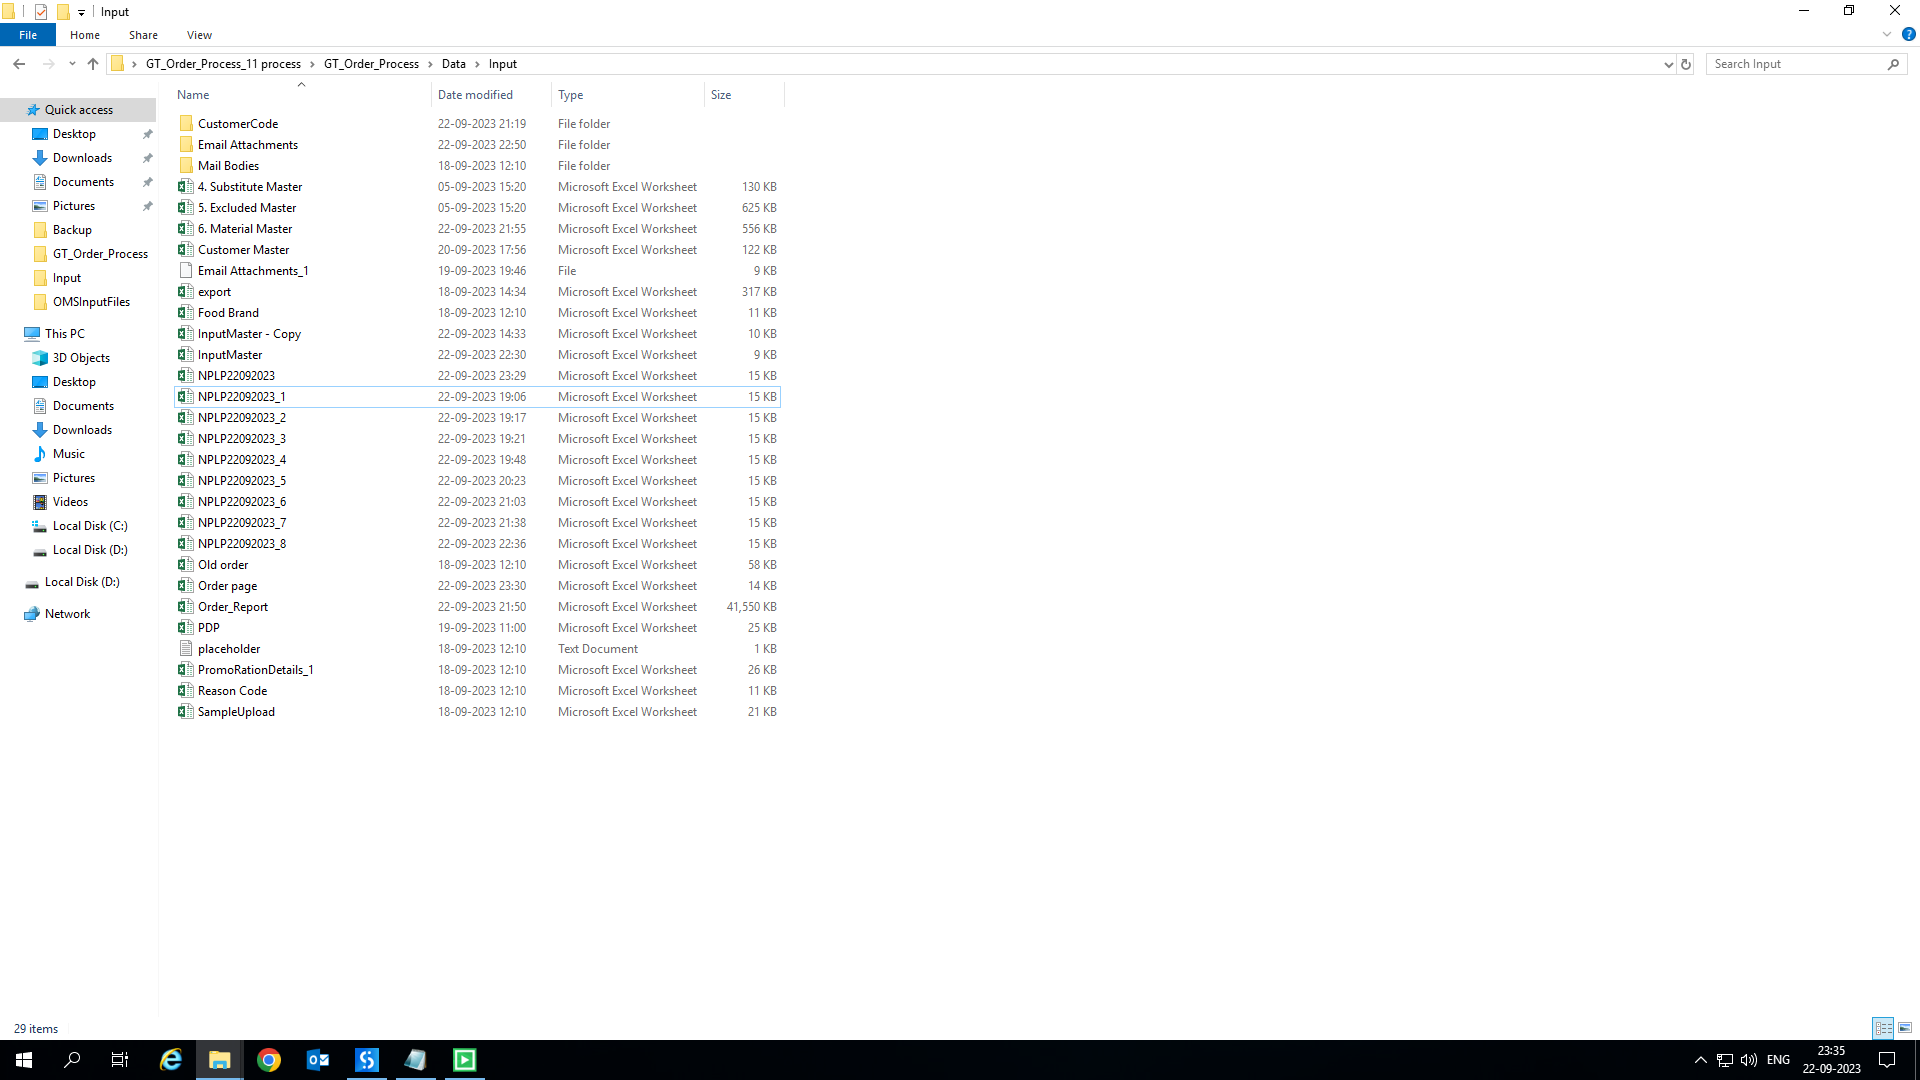 Input
File Home Share View
GT_Order_Process_11 process › GT_Order_Process › Data › Input
Search Input
Name Date modified Type Size
Quick access
Desktop
Downloads
Documents
Pictures
Backup
GT_Order_Process
Input
OMSInputFiles
This PC
3D Objects
Desktop
Documents
Downloads
Music
Pictures
Videos
Local Disk (C:)
Local Disk (D:)
Local Disk (D:)
Network
CustomerCode 22-09-2023 21:19 File folder
Email Attachments 22-09-2023 22:50 File folder
Mail Bodies 18-09-2023 12:10 File folder
4. Substitute Master 05-09-2023 15:20 Microsoft Excel Worksheet 130 KB
5. Excluded Master 05-09-2023 15:20 Microsoft Excel Worksheet 625 KB
6. Material Master 22-09-2023 21:55 Microsoft Excel Worksheet 556 KB
Customer Master 20-09-2023 17:56 Microsoft Excel Worksheet 122 KB
Email Attachments_1 19-09-2023 19:46 File 9 KB
export 18-09-2023 14:34 Microsoft Excel Worksheet 317 KB
Food Brand 18-09-2023 12:10 Microsoft Excel Worksheet 11 KB
InputMaster - Copy 22-09-2023 14:33 Microsoft Excel Worksheet 10 KB
InputMaster 22-09-2023 22:30 Microsoft Excel Worksheet 9 KB
NPLP22092023 22-09-2023 23:29 Microsoft Excel Worksheet 15 KB
NPLP22092023_1 22-09-2023 19:06 Microsoft Excel Worksheet 15 KB
NPLP22092023_2 22-09-2023 19:17 Microsoft Excel Worksheet 15 KB
NPLP22092023_3 22-09-2023 19:21 Microsoft Excel Worksheet 15 KB
NPLP22092023_4 22-09-2023 19:48 Microsoft Excel Worksheet 15 KB
NPLP22092023_5 22-09-2023 20:23 Microsoft Excel Worksheet 15 KB
NPLP22092023_6 22-09-2023 21:03 Microsoft Excel Worksheet 15 KB
NPLP22092023_7 22-09-2023 21:38 Microsoft Excel Worksheet 15 KB
NPLP22092023_8 22-09-2023 22:36 Microsoft Excel Worksheet 15 KB
Old order 18-09-2023 12:10 Microsoft Excel Worksheet 58 KB
Order page 22-09-2023 23:30 Microsoft Excel Worksheet 14 KB
Order_Report 22-09-2023 21:50 Microsoft Excel Worksheet 41,550 KB
PDP 19-09-2023 11:00 Microsoft Excel Worksheet 25 KB
placeholder 18-09-2023 12:10 Text Document 1 KB
PromoRationDetails_1 18-09-2023 12:10 Microsoft Excel Worksheet 26 KB
Reason Code 18-09-2023 12:10 Microsoft Excel Worksheet 11 KB
SampleUpload 18-09-2023 12:10 Microsoft Excel Worksheet 21 KB
29 items
ENG
23:35
22-09-2023